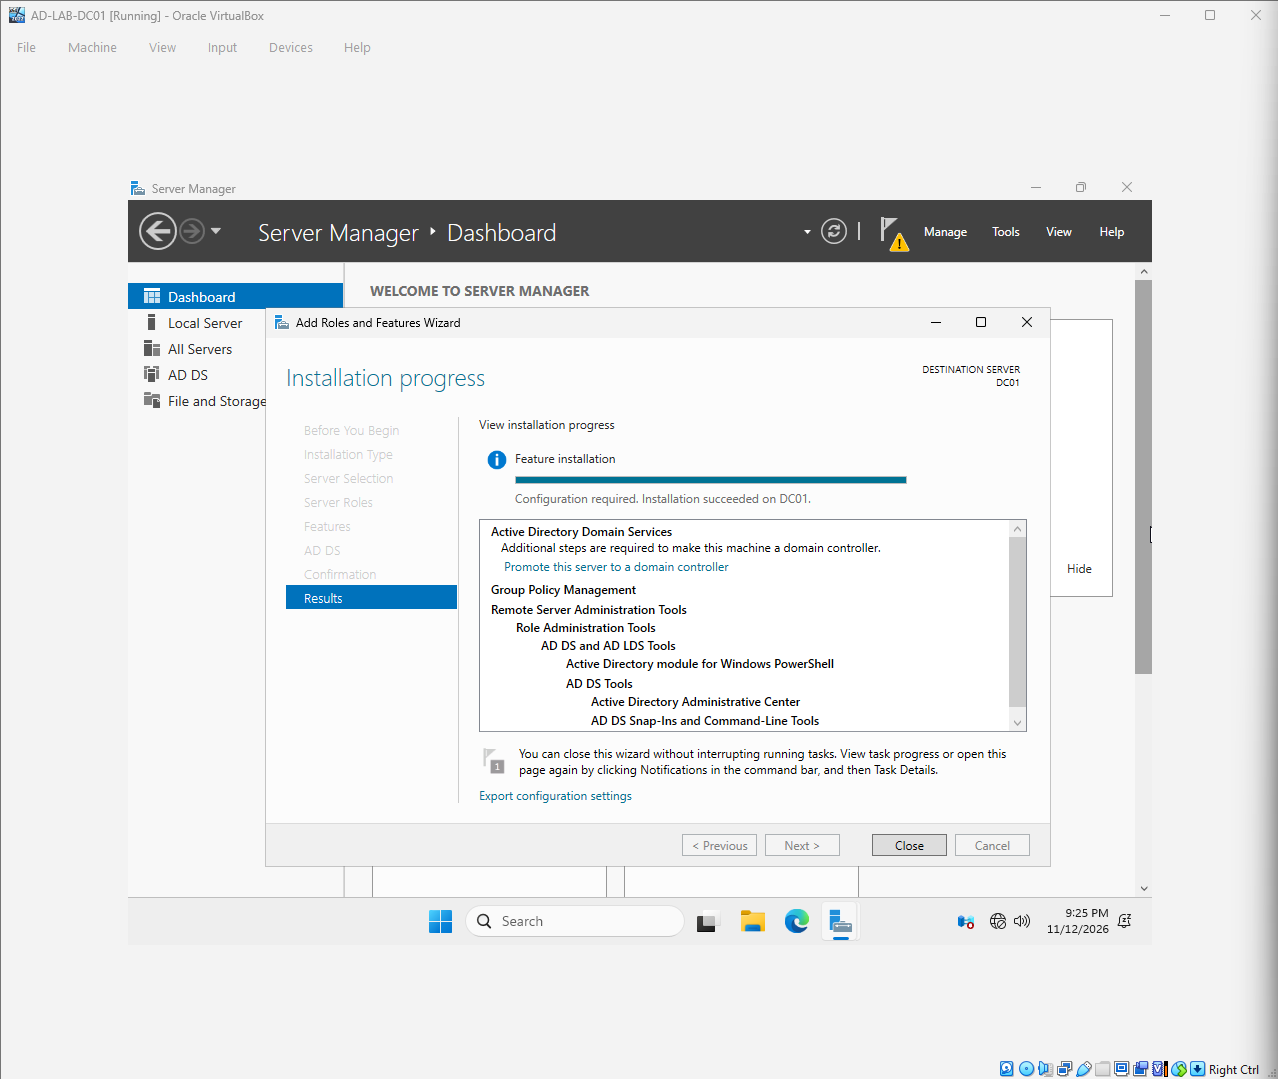 AD-LAB-DC01 [Running] - Oracle VirtualBox
File Machine View Input Devices Help
Server Manager
Server Manager Dashboard
Manage Tools View Help
Dashboard
Local Server
All Servers
AD DS
File and Storage
WELCOME TO SERVER MANAGER
Add Roles and Features Wizard
Installation progress
DESTINATION SERVER
DC01
Before You Begin
Installation Type
Server Selection
Server Roles
Features
AD DS
Confirmation
Results
View installation progress
Feature installation
Configuration required. Installation succeeded on DC01.
Active Directory Domain Services
Additional steps are required to make this machine a domain controller.
Promote this server to a domain controller
Group Policy Management
Remote Server Administration Tools
Role Administration Tools
AD DS and AD LDS Tools
Active Directory module for Windows PowerShell
AD DS Tools
Active Directory Administrative Center
AD DS Snap-Ins and Command-Line Tools
1
You can close this wizard without interrupting running tasks. View task progress or open this
page again by clicking Notifications in the command bar, and then Task Details.
Export configuration settings
< Previous Next > Close Cancel
Hide
Search
9:25 PM
11/12/2026
Right Ctrl